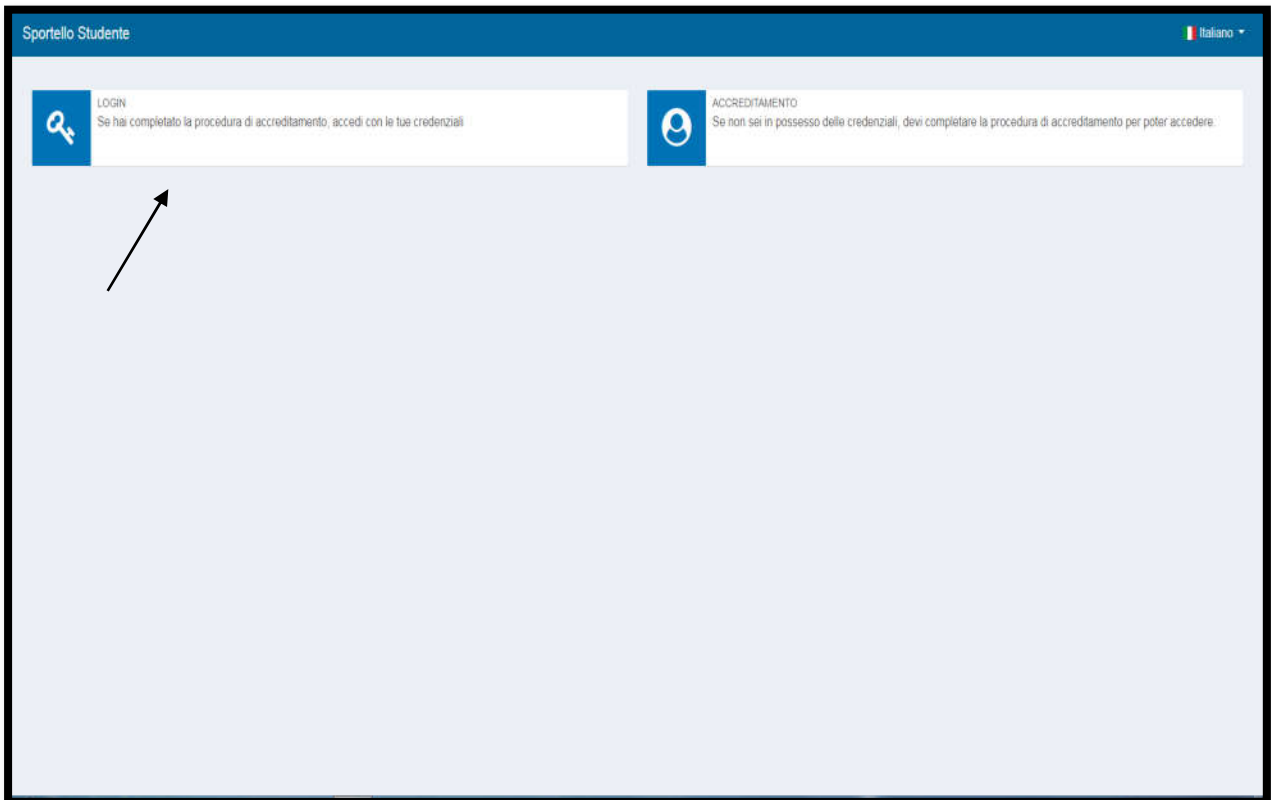 Sportello Studente
Italiano
LOGIN
Se hai completato la procedura di accreditamento, accedi con le tue credenziali
ACCREDITAMENTO
Se non sei in possesso delle credenziali, devi completare la procedura di accreditamento per poter accedere.